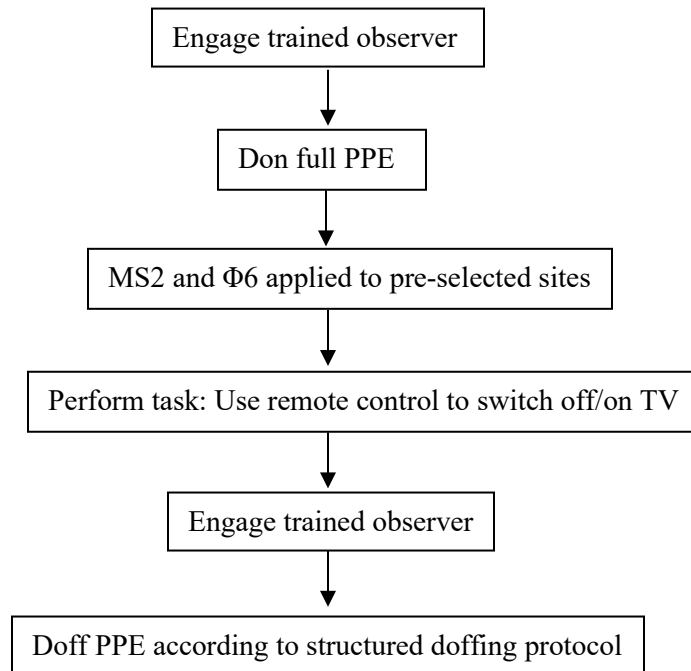 Engage trained observer
Don full PPE
MS2 and Φ6 applied to pre-selected sites
Perform task: Use remote control to switch off/on TV
Engage trained observer
Doff PPE according to structured doffing protocol